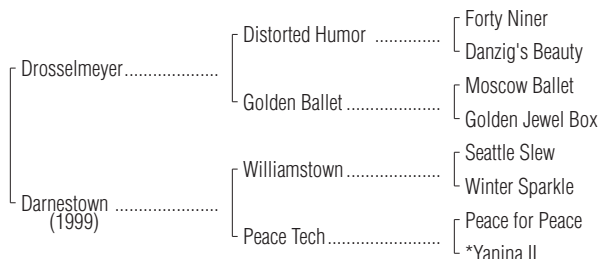 Forty Niner
Distorted Humor ...............
Danzig's Beauty
Drosselmeyer.....................
Moscow Ballet
Golden Ballet .....................
Golden Jewel Box
Seattle Slew
Williamstown .....................
Winter Sparkle
Darnestown .......................
(1999)
Peace for Peace
Peace Tech.........................
*Yanina II